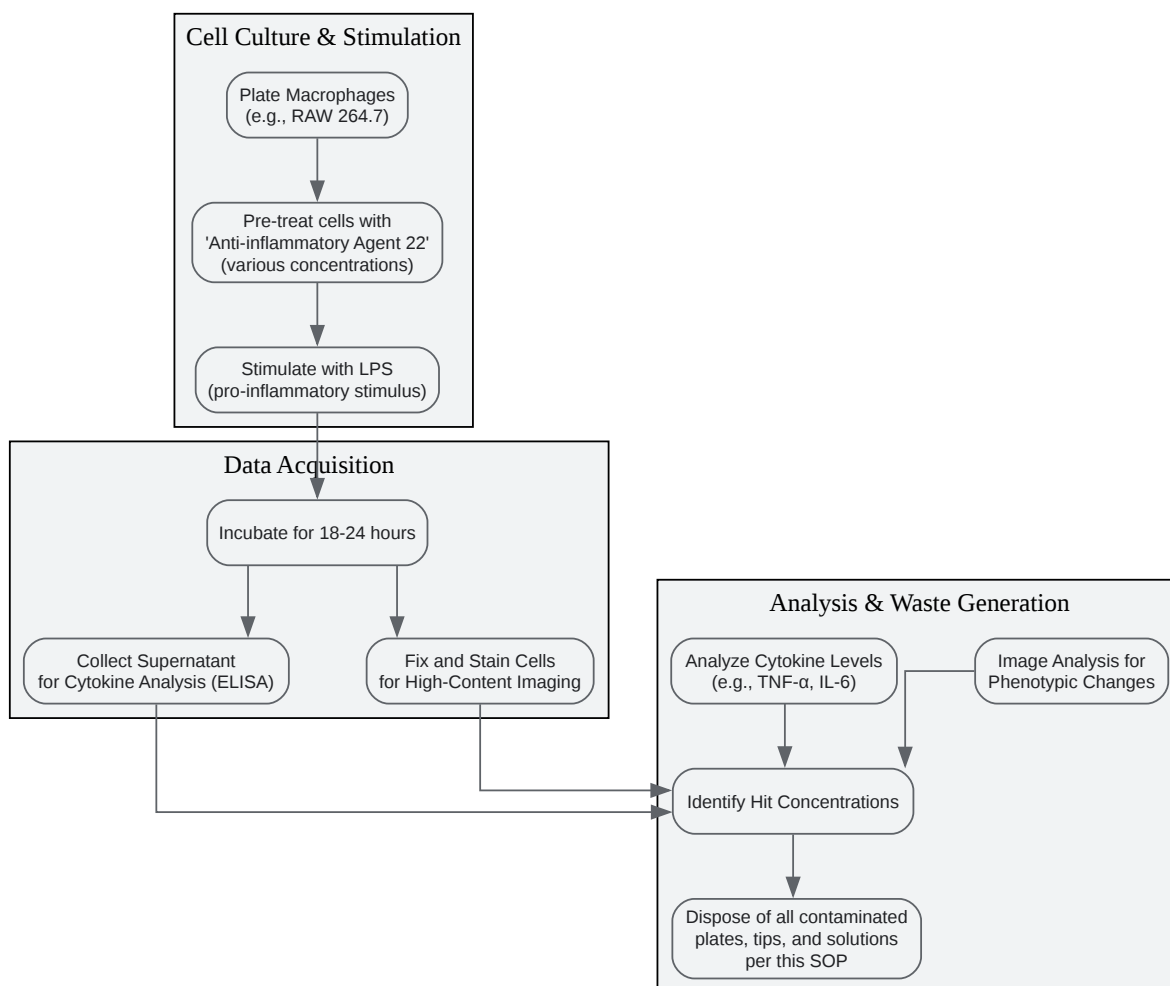 Cell Culture & Stimulation
Plate Macrophages
(e.g., RAW 264.7)
Pre-treat cells with
'Anti-inflammatory Agent 22'
(various concentrations)
Stimulate with LPS
(pro-inflammatory stimulus)
Data Acquisition
Incubate for 18-24 hours
Collect Supernatant
for Cytokine Analysis (ELISA)
Fix and Stain Cells
for High-Content Imaging
Analysis & Waste Generation
Analyze Cytokine Levels
(e.g., TNF-α, IL-6)
Image Analysis for
Phenotypic Changes
Identify Hit Concentrations
Dispose of all contaminated
plates, tips, and solutions
per this SOP